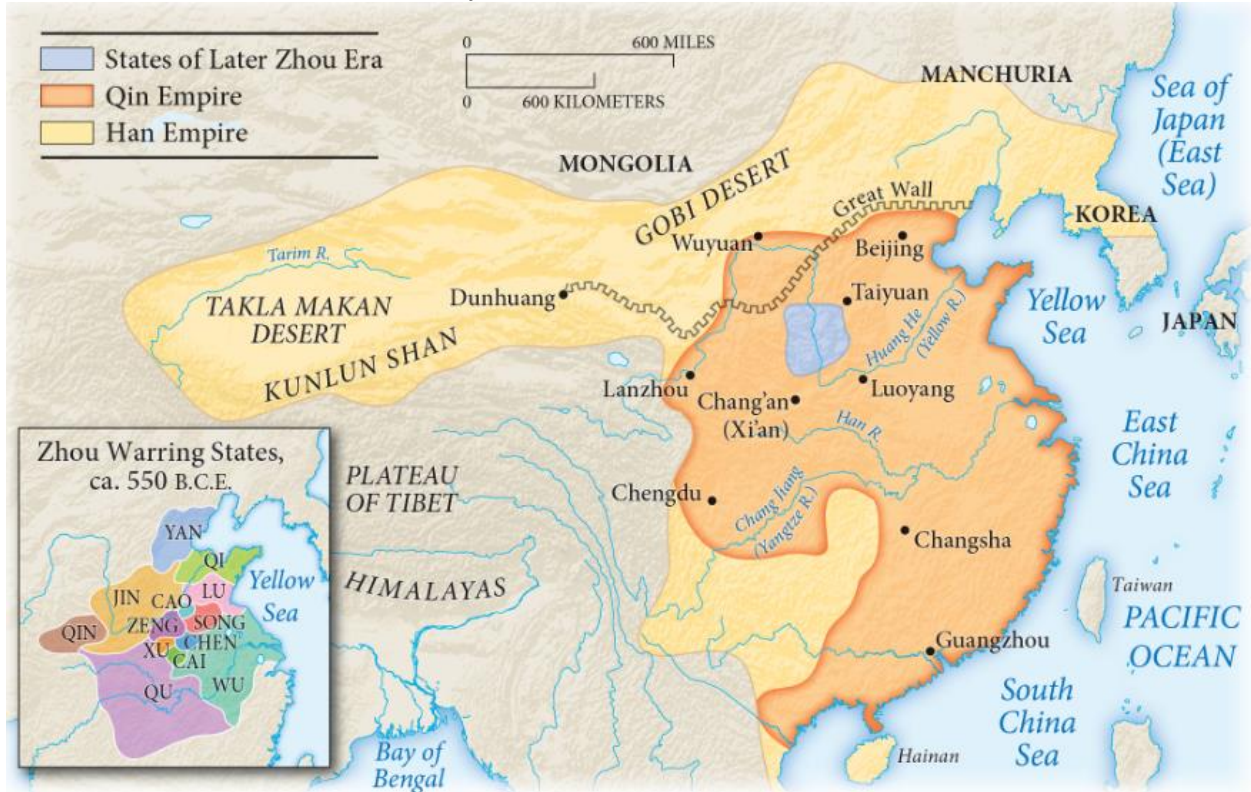 States of Later Zhou Era
Qin Empire
Han Empire
0
600 MILES
0
600 KILOMETERS
MANCHURIA
Sea of
Japan
(East
Sea)
MONGOLIA
GOBI DESERT
Great Wall
KOREA
Wuyuan
Beijing
Tarim R.
Dunhuang
Taiyuan
TAKLA MAKAN
DESERT
Yellow
Sea
JAPAN
KUNLUN SHAN
Huang He
(Yellow R.)
Lanzhou
Luoyang
Chang'an
(Xi'an)
Han R.
East
China
Sea
Zhou Warring States,
ca. 550 B.C.E.
YAN
QI
Yellow
Sea
JIN
LU
CAO
QIN
ZENG
SONG
XU
CHEN
CAI
QU
WU
PLATEAU
OF TIBET
Chengdu
Chang Jiang
(Yangtze R.)
Changsha
HIMALAYAS
Taiwan
PACIFIC
OCEAN
Guangzhou
South
China
Sea
Bay of
Bengal
Hainan